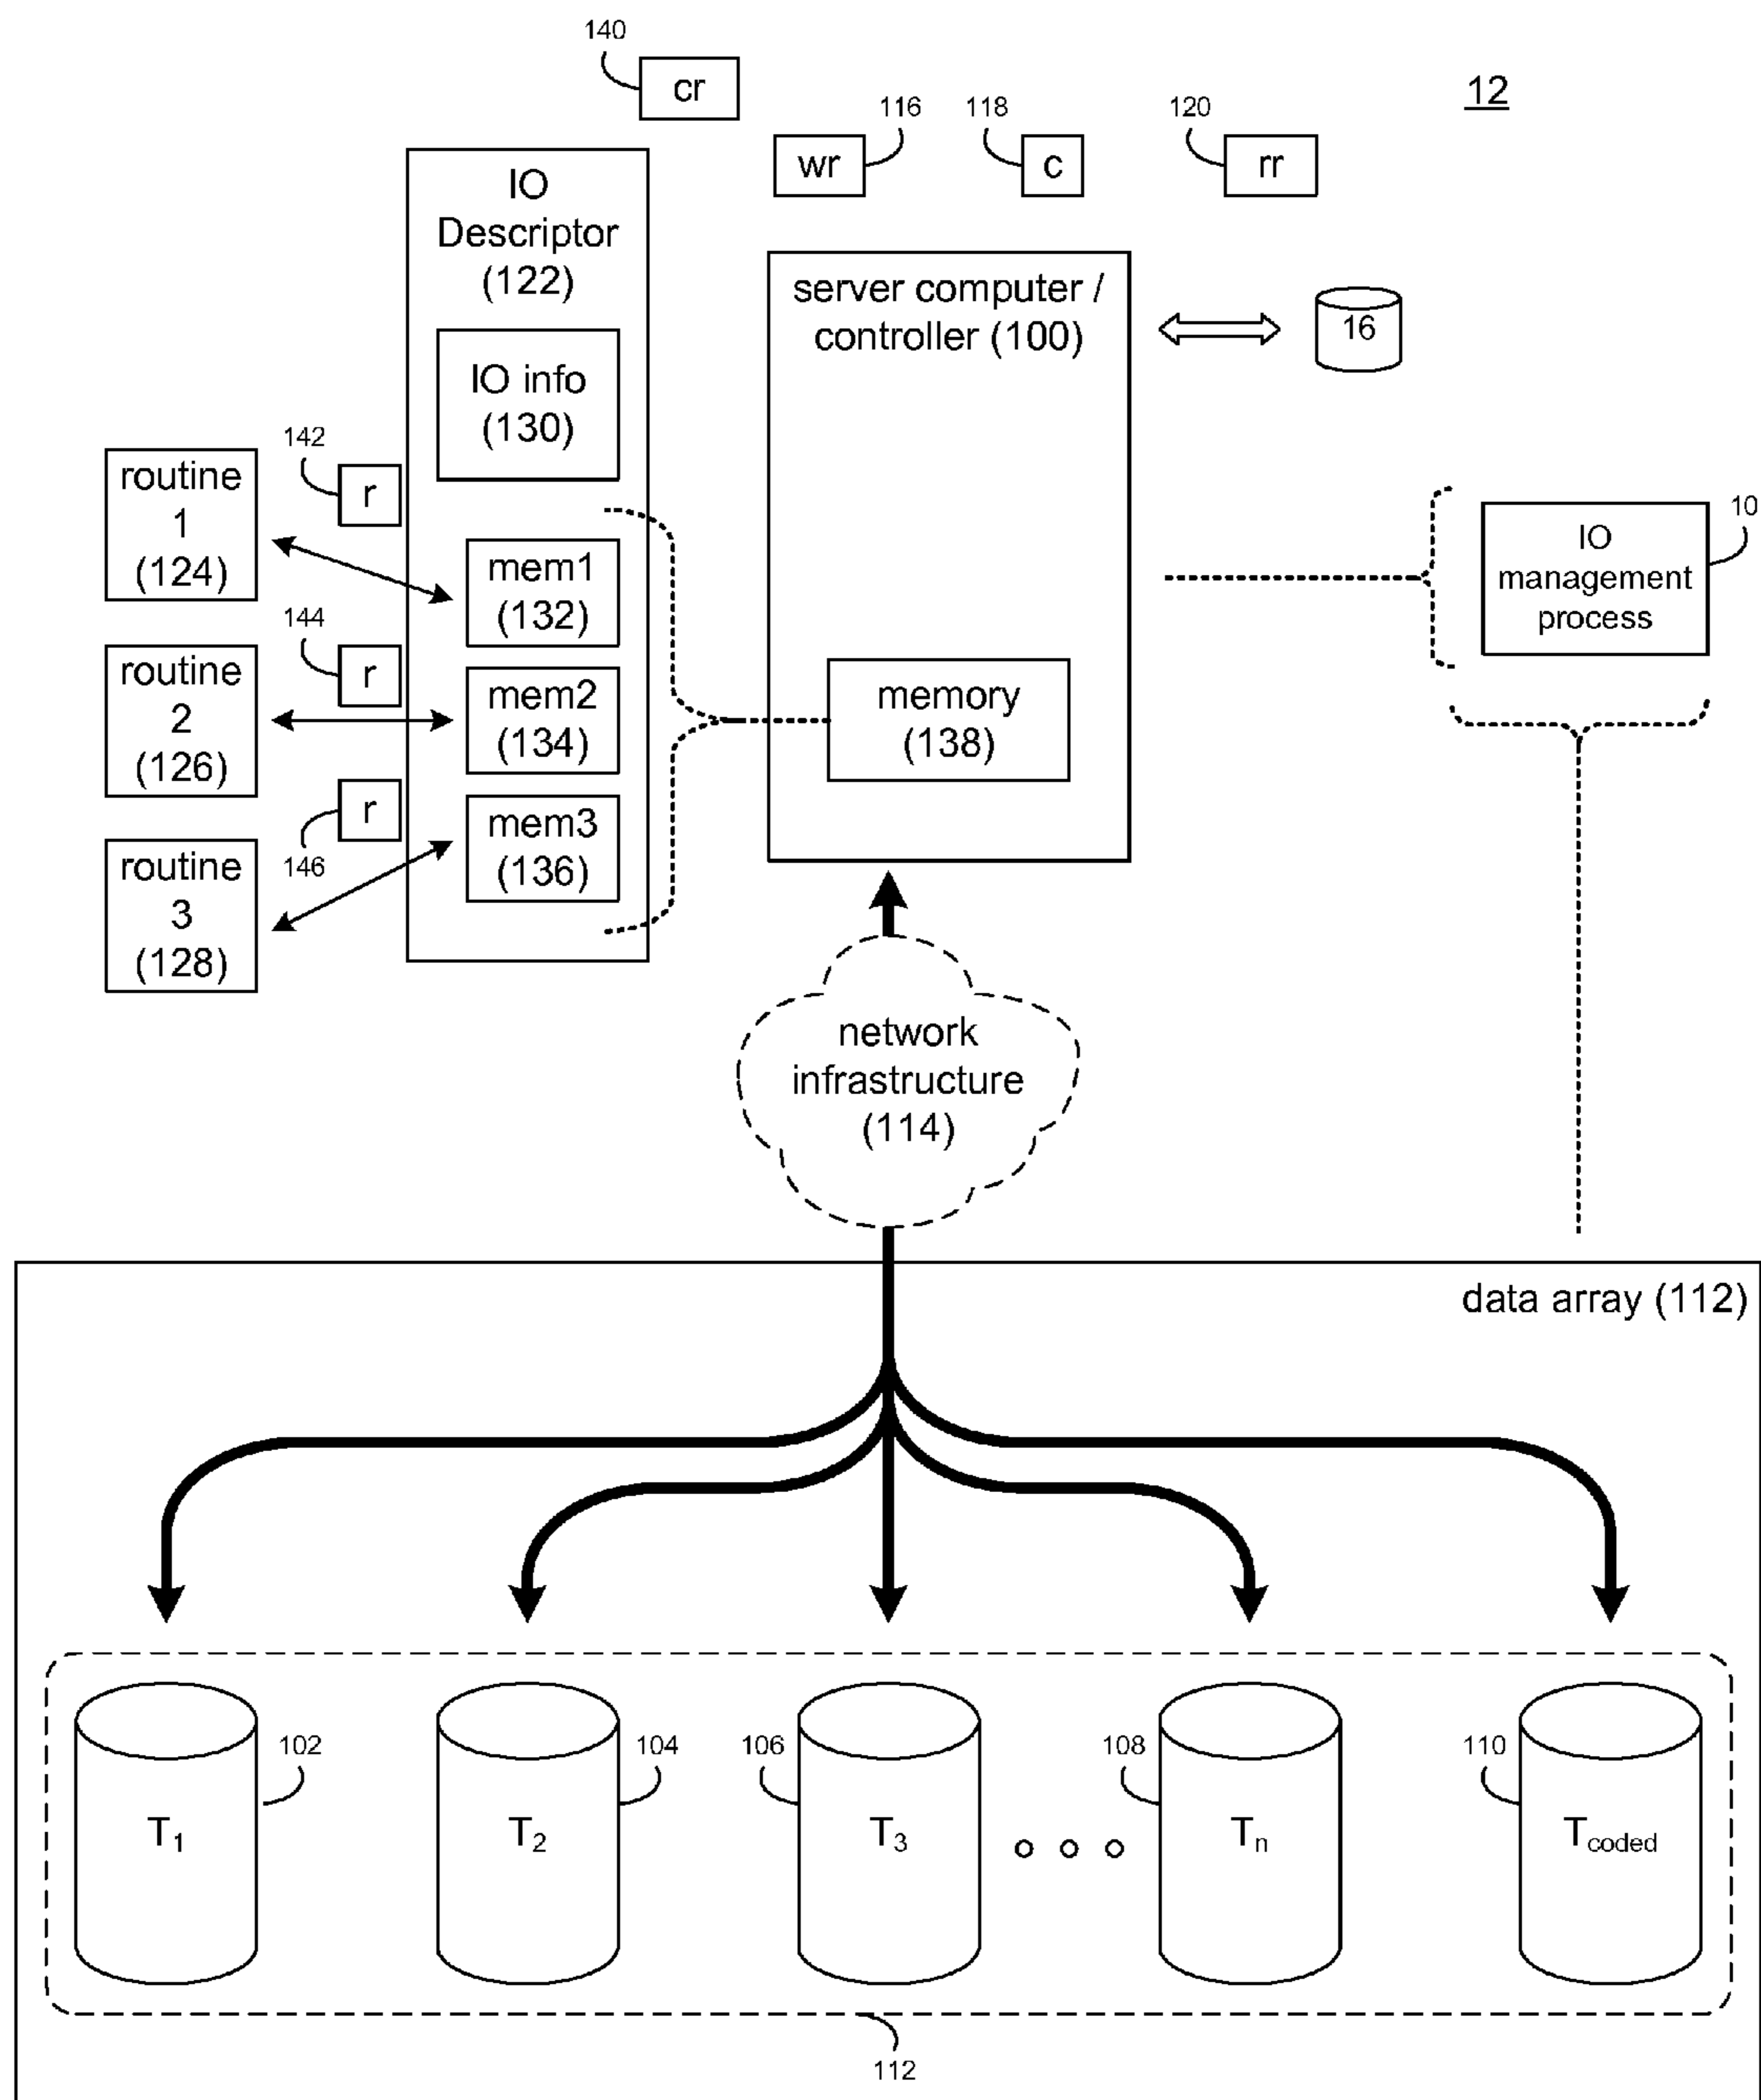 140
cr
12
116
wr
118
c
120
rr
IO
Descriptor
(122)
IO info
(130)
server computer /
controller (100)
16
142
r
routine
1
(124)
mem1
(132)
144
r
routine
2
(126)
mem2
(134)
146
r
routine
3
(128)
mem3
(136)
memory
(138)
10
IO
management
process
network
infrastructure
(114)
data array (112)
102
T1
104
T2
106
T3
108
Tn
110
Tcoded
112